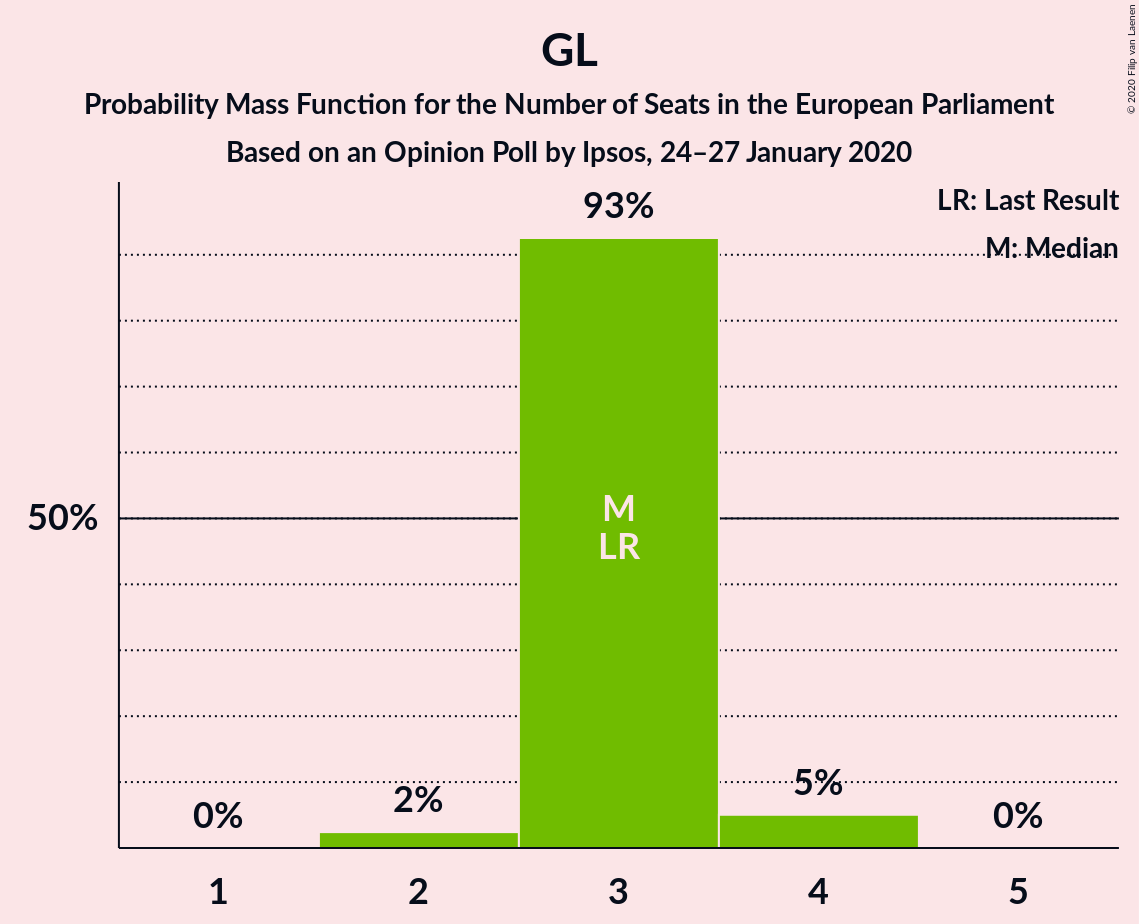 GL
Probability Mass Function for the Number of Seats in the European Parliament
Based on an Opinion Poll by Ipsos, 24–27 January 2020
© 2020 Filip van Laenen
LR: Last Result
M: Median
93%
50%
M
LR
0%
2%
5%
0%
1
2
3
4
5